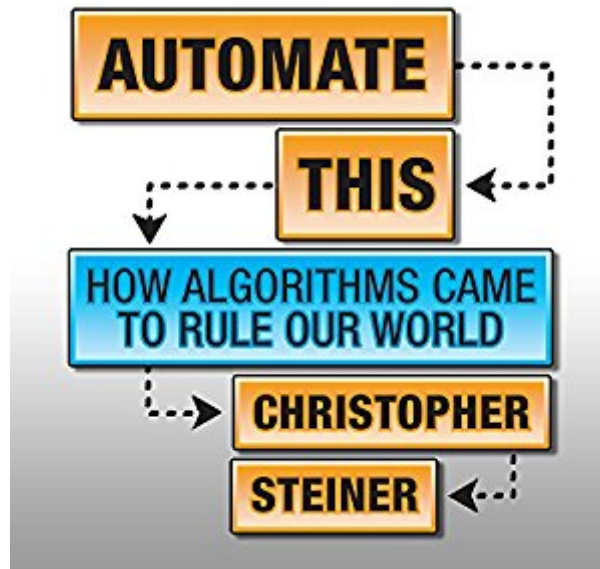 AUTOMATE
THIS
HOW ALGORITHMS CAME
TO RULE OUR WORLD
CHRISTOPHER
STEINER